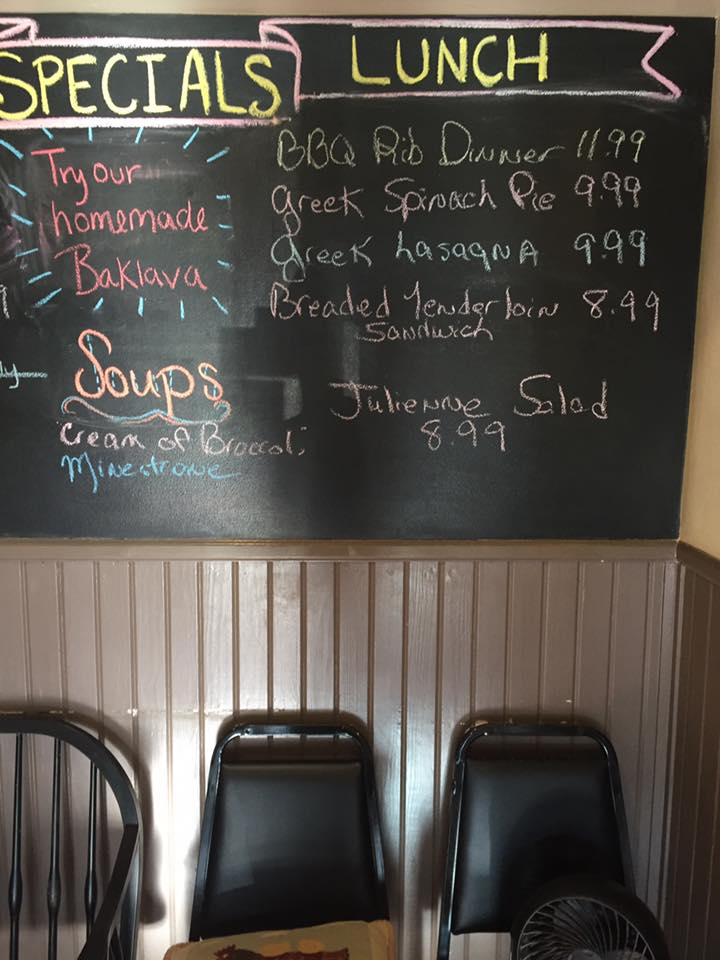 SPECIALS
Try our
homemade
Baklava
Soups
Cream of Broccoli
Minestrone
LUNCH
BBQ Rib Dinner 11.99
Greek Spinach Pie 9.99
Greek Lasagna 9.99
Breaded Tenderloin 8.99
Sandwich
Julienne Salad
8.99